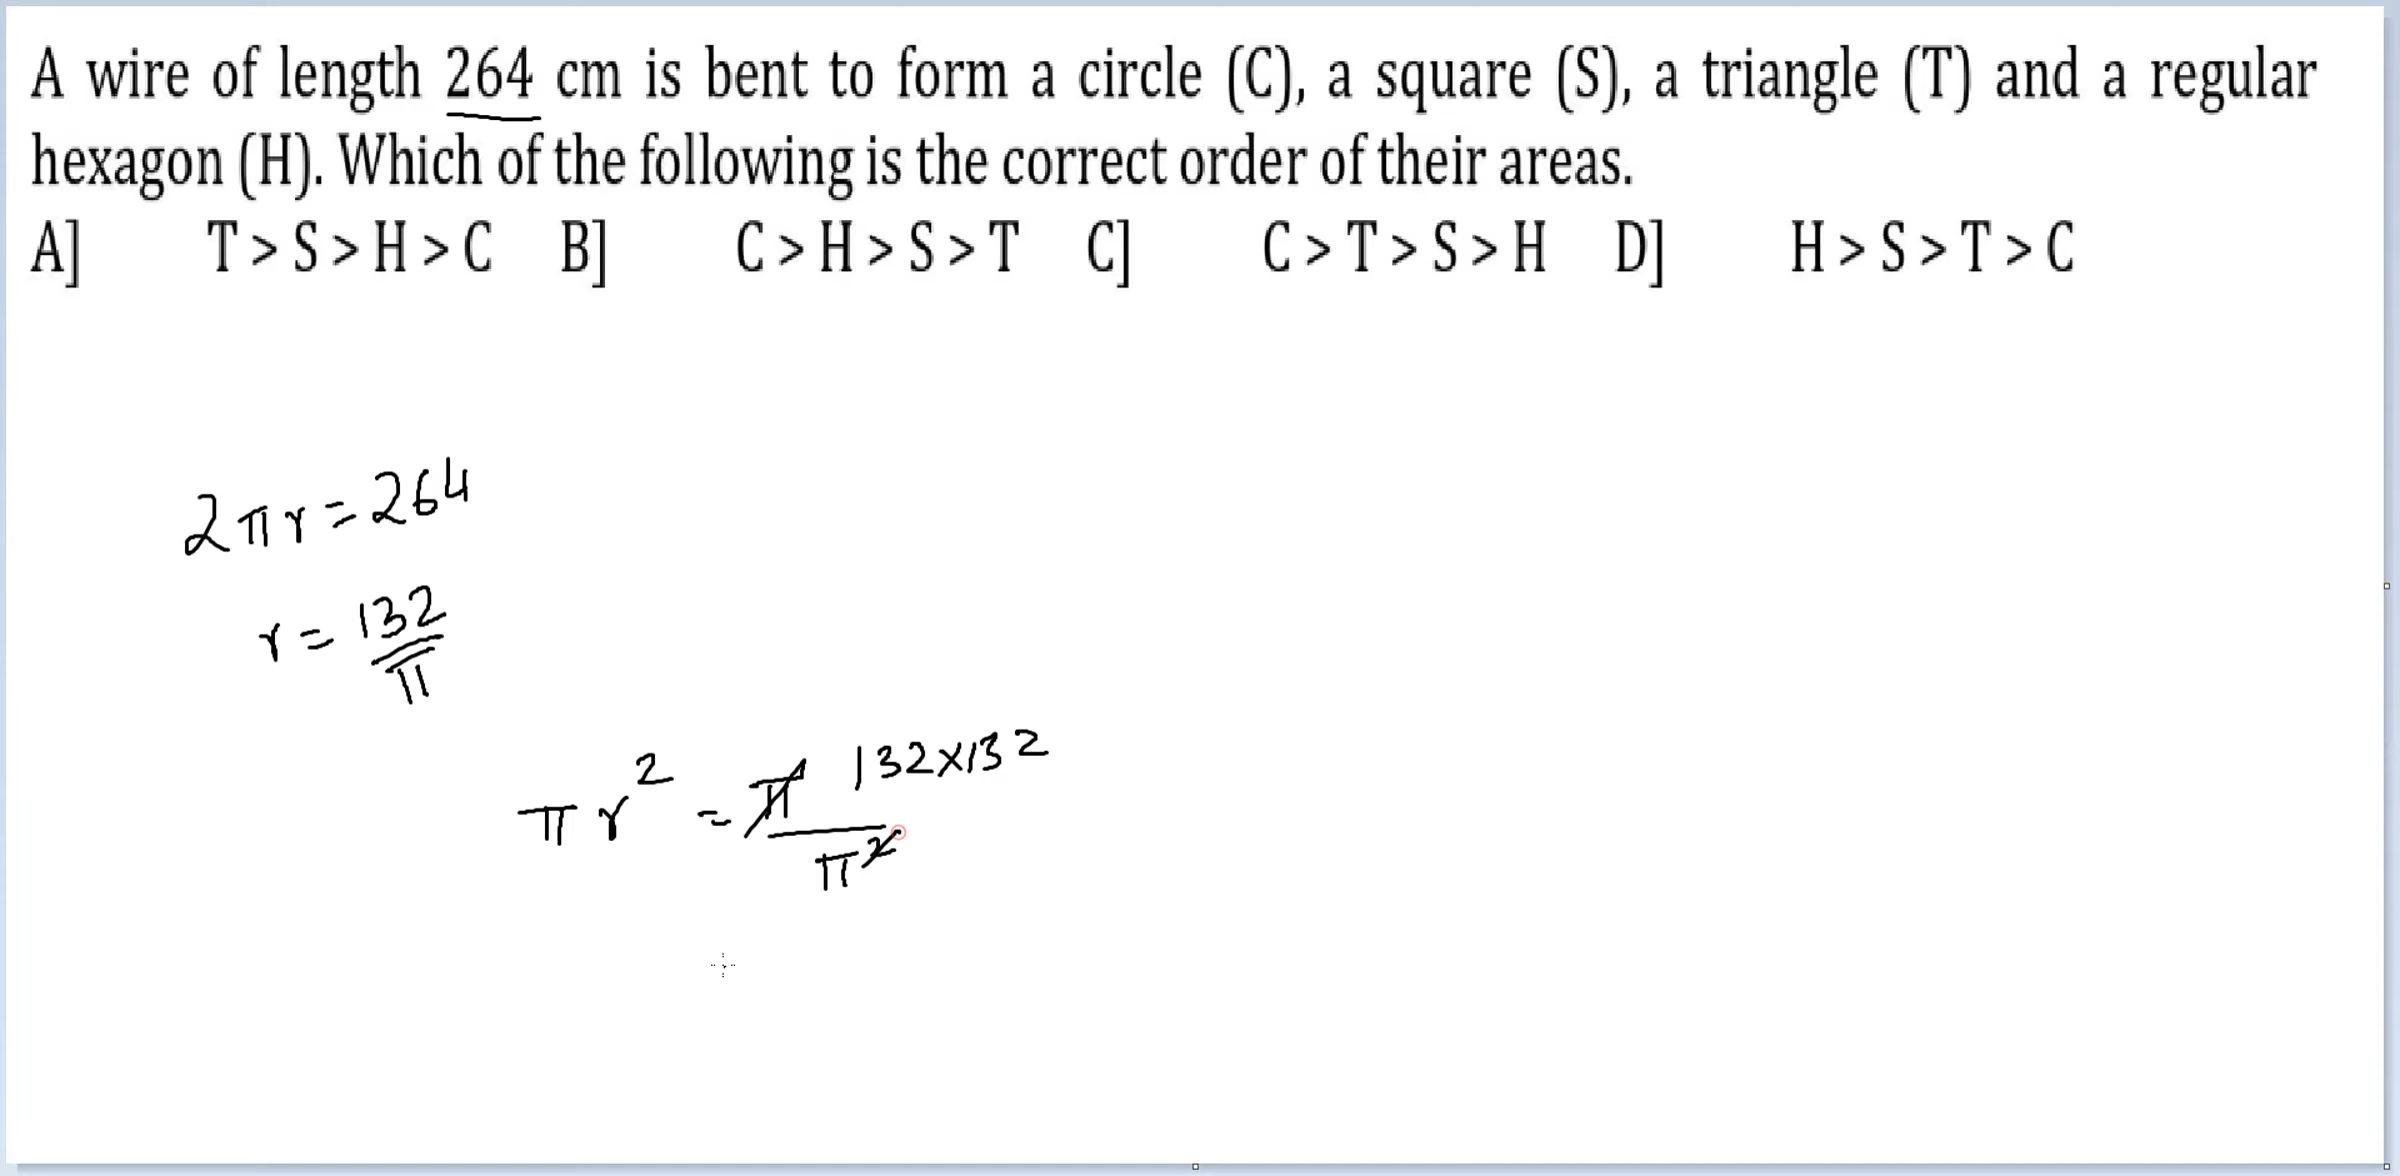 A wire of length 264 cm is bent to form a circle (C), a square (S), a triangle (T) and a regular
hexagon (H). Which of the following is the correct order of their areas.
A] T > S > H > C B] C > H > S > T C] C > T > S > H D] H > S > T > C
2πr = 264
r = 132/π
πr² = π 132×132/π²